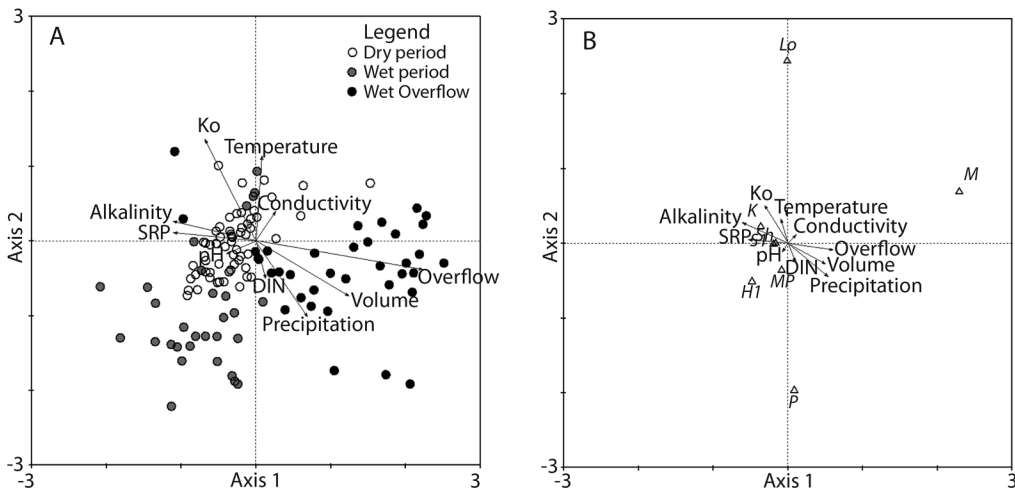 3
A
Legend
Dry period
Wet period
Wet Overflow
Ko
Temperature
Conductivity
Alkalinity
SRP
pH
DIN
Overflow
Volume
Precipitation
Axis 2
-3
-3
Axis 1
3
3
B
Lo
M
Ko
K
Temperature
Alkalinity
Conductivity
SRP
Overflow
pH
Volume
DIN
MP
Precipitation
H1
P
Axis 2
-3
-3
Axis 1
3